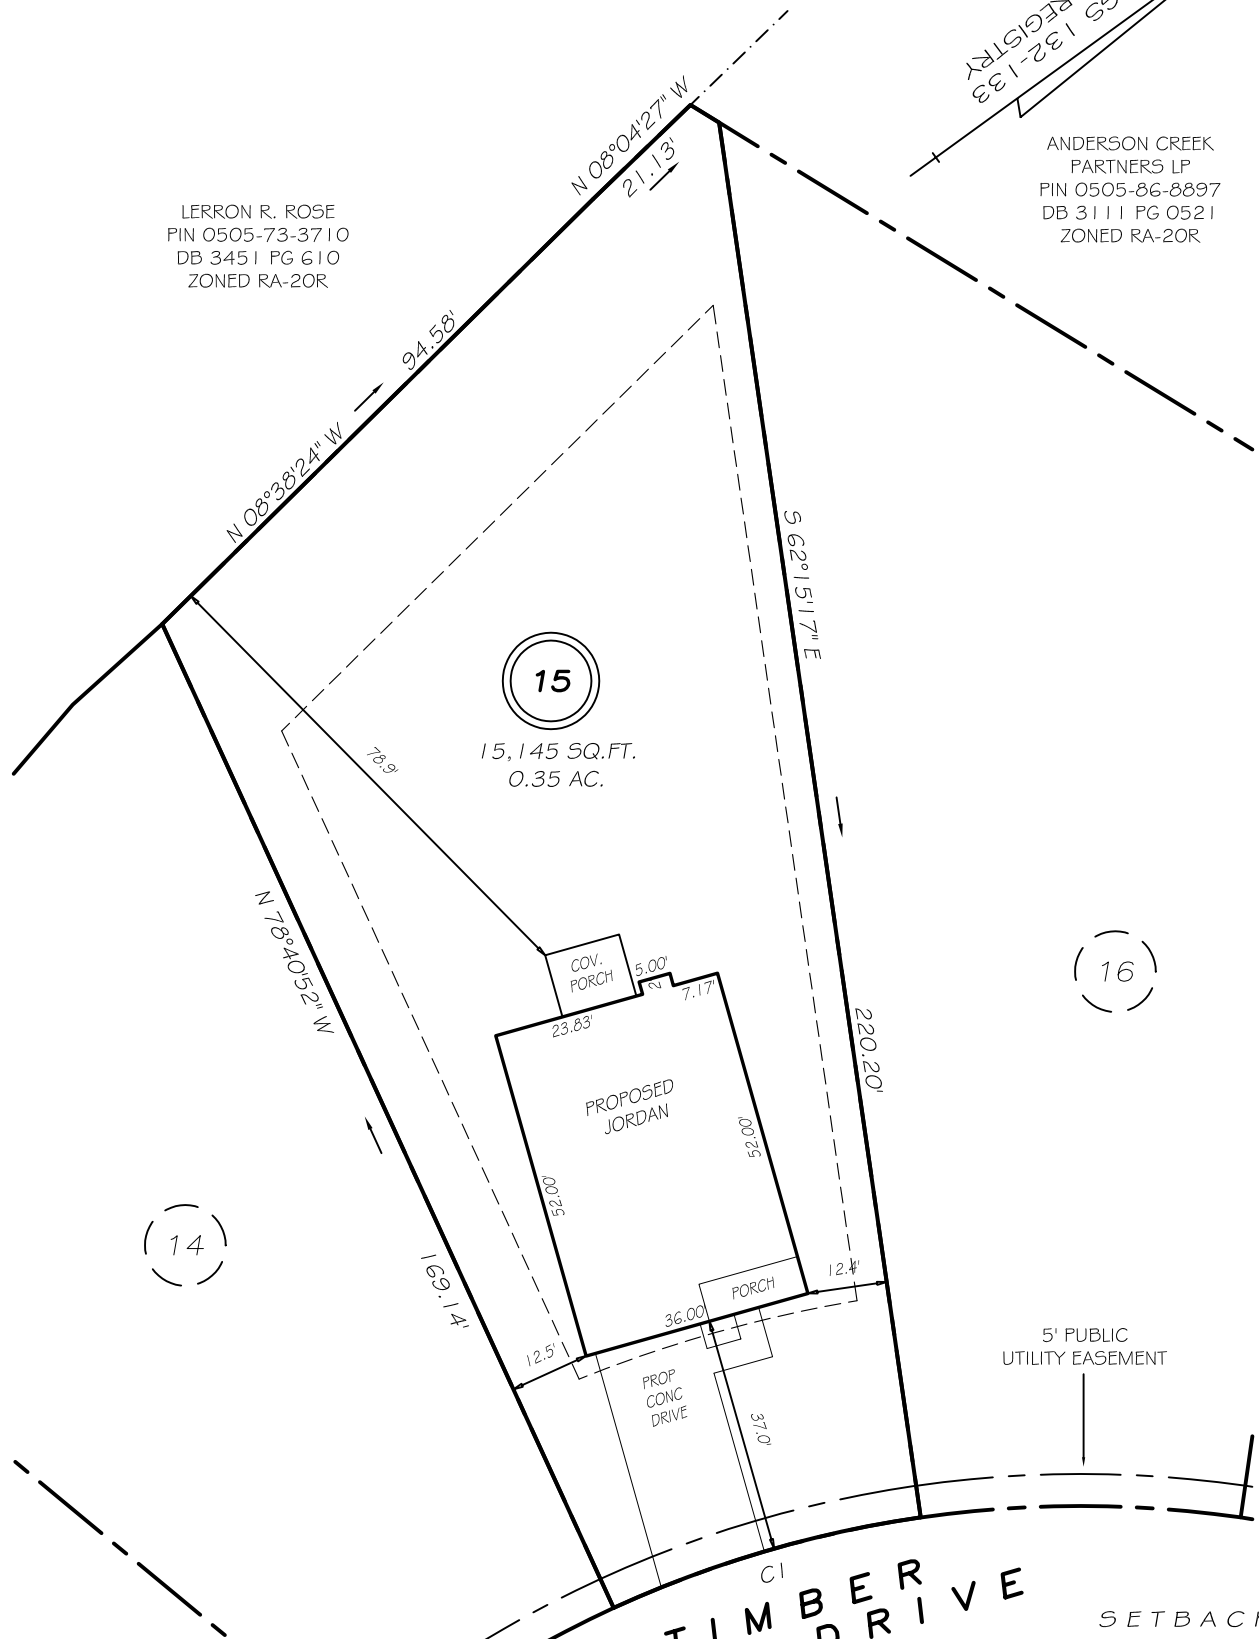 GS 132-133
REGISTRY
N 08°04'27" W
21.13'
ANDERSON CREEK
PARTNERS LP
PIN 0505-86-8897
DB 3111 PG 0521
ZONED RA-20R
LERRON R. ROSE
PIN 0505-73-3710
DB 3451 PG 610
ZONED RA-20R
94.58'
N 08°38'24" W
S 62°15'17" E
15
15,145 SQ.FT.
0.35 AC.
78.9'
N 78°40'52" W
COV.
PORCH
5.00'
2'
7.17'
23.83'
16
220.20'
PROPOSED
JORDAN
52.00'
52.00'
14
169.14'
PORCH
12.4'
36.00'
12.5'
PROP
CONC
DRIVE
37.0'
5' PUBLIC
UTILITY EASEMENT
C1
TIMBER
DRIVE
SETBACK